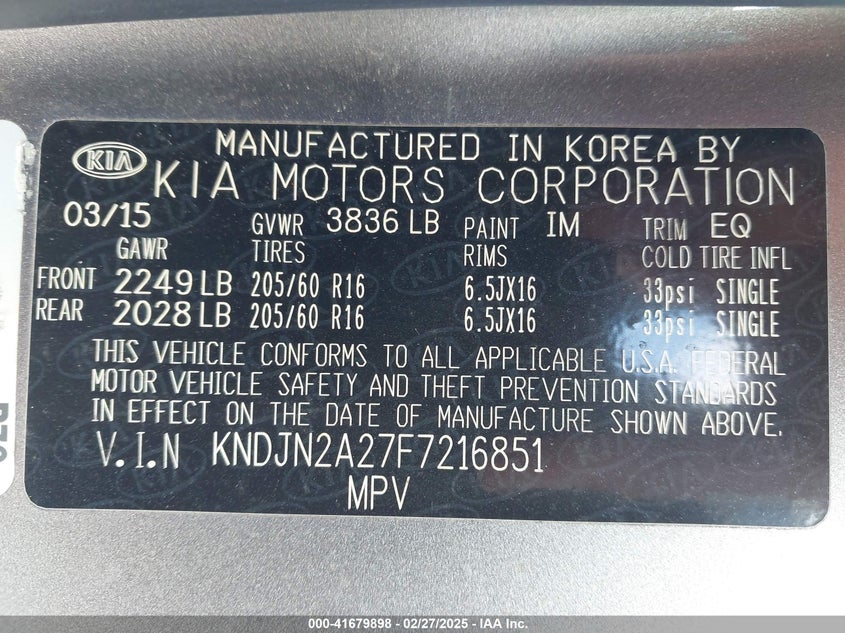 MANUFACTURED IN KOREA BY
KIA KIA MOTORS CORPORATION
03/15 GVWR 3836 LB PAINT IM TRIM EQ
GAWR TIRES RIMS COLD TIRE INFL
FRONT 2249 LB 205/60 R16 6.5JX16 33psi SINGLE
REAR 2028 LB 205/60 R16 6.5JX16 33psi SINGLE
THIS VEHICLE CONFORMS TO ALL APPLICABLE U.S.A. FEDERAL
MOTOR VEHICLE SAFETY AND THEFT PREVENTION STANDARDS
IN EFFECT ON THE DATE OF MANUFACTURE SHOWN ABOVE.
V.I.N KNDJN2A27F7216851
MPV
000-41679898 - 02/27/2025 - IAA Inc.